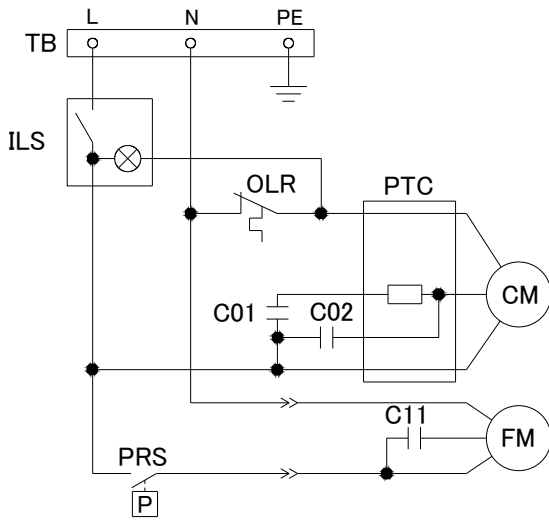 L N PE
TB
ILS
OLR PTC
C01 C02 CM
C11
FM
PRS
P